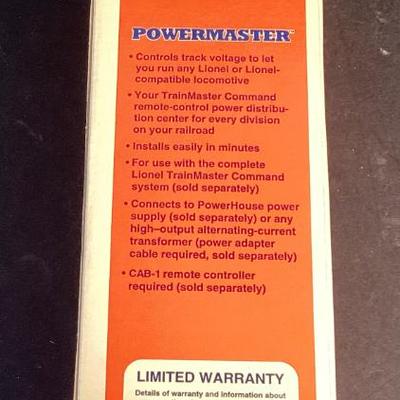 POWERMASTER™
• Controls track voltage to let
you run any Lionel or Lionel-
compatible locomotive
• Your TrainMaster Command
remote-control power distribu-
tion center for every division
on your railroad
• Installs easily in minutes
• For use with the complete
Lionel TrainMaster Command
system (sold separately)
• Connects to PowerHouse power
supply (sold separately) or any
high–output alternating-current
transformer (power adapter
cable required, sold separately)
• CAB-1 remote controller
required (sold separately)
LIMITED WARRANTY
Details of warranty and information about